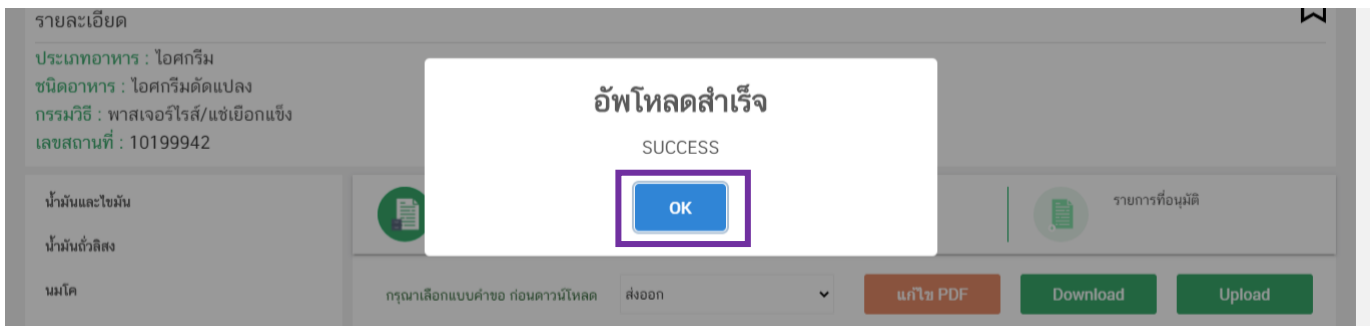 รายละเอียด
ประเภทอาหาร : ไอศกรีม
ชนิดอาหาร : ไอศกรีมดัดแปลง
กรรมวิธี : พาสเจอร์ไรส์/แช่เยือกแข็ง
เลขสถานที่ : 10199942
อัพโหลดสำเร็จ
SUCCESS
OK
น้ำมันและไขมัน
น้ำมันถั่วลิสง
นมโค
รายการที่อนุมัติ
กรุณาเลือกแบบคำขอ ก่อนดาวน์โหลด
ส่งออก
แก้ไข PDF
Download
Upload